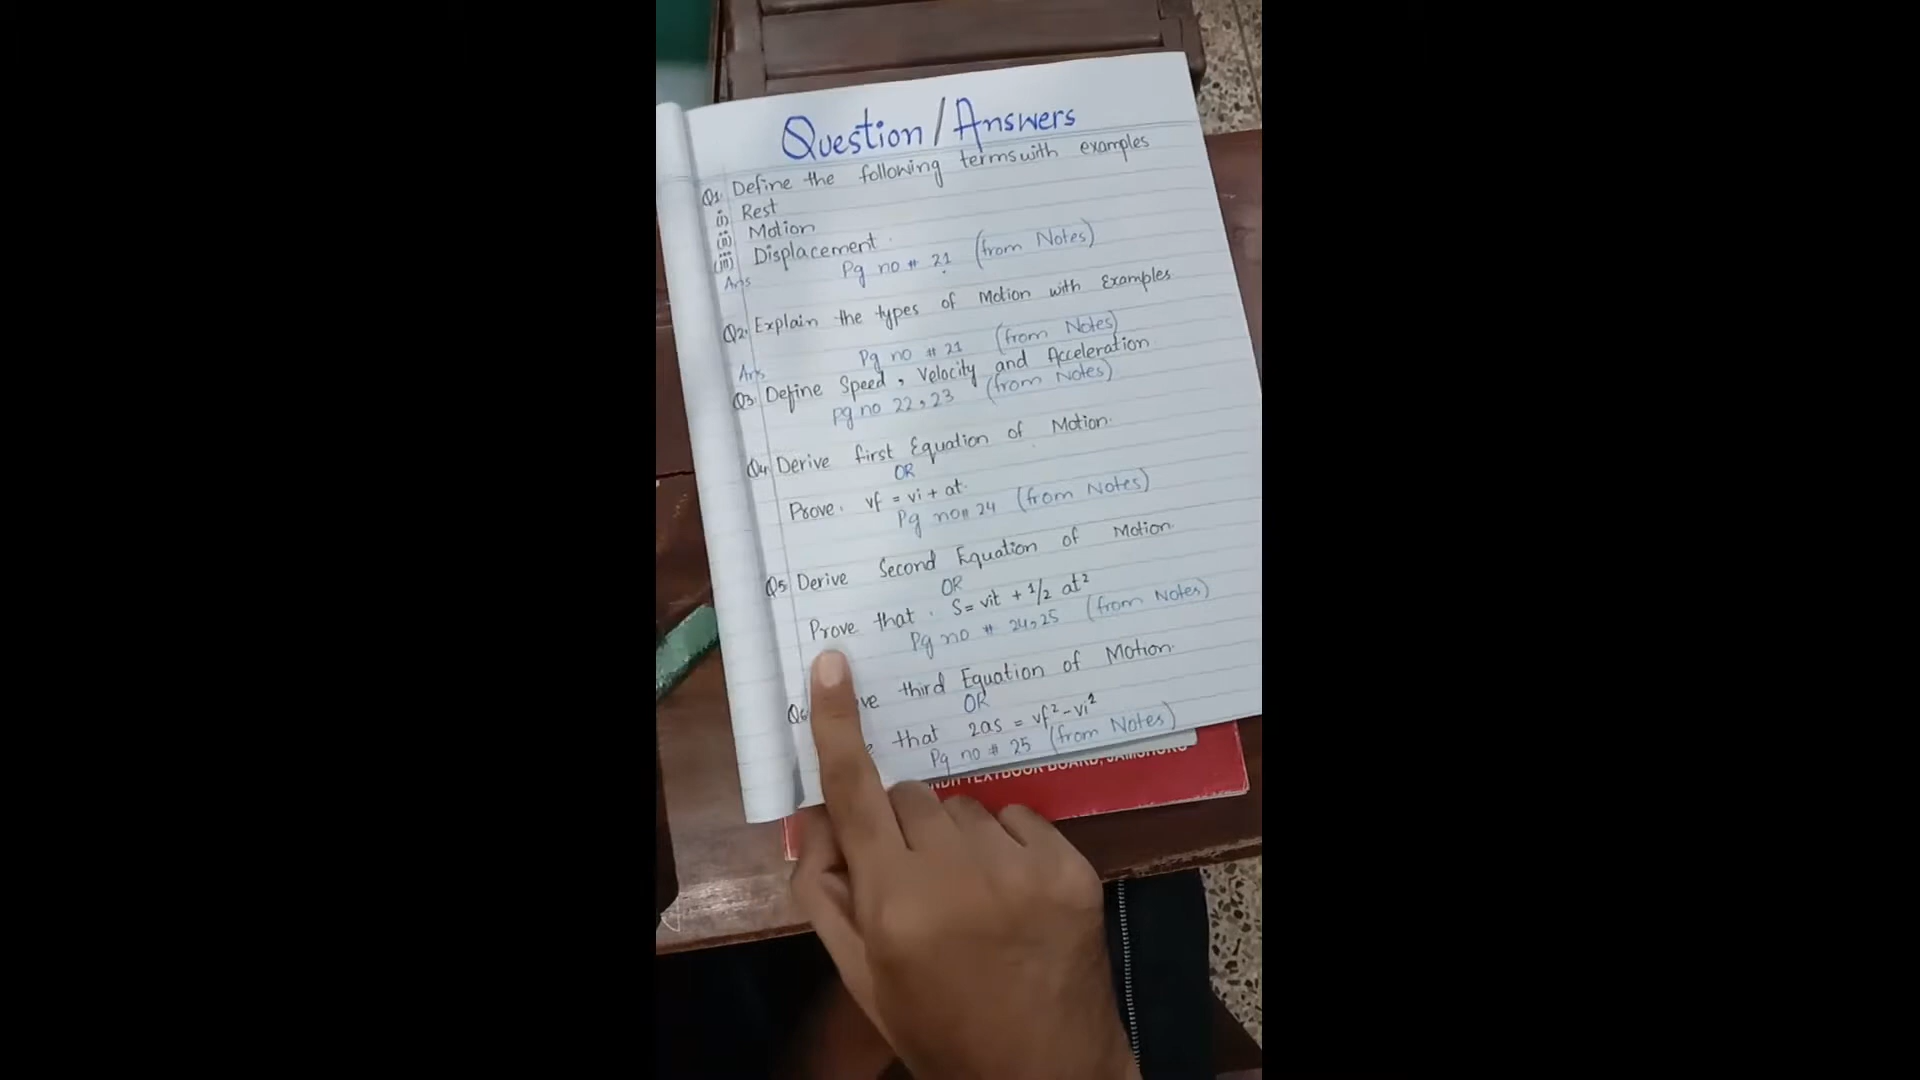 Question/Answers
Q1. Define the following terms with examples
(i) Rest
(ii) Motion
(iii) Displacement.
Ans Pg no # 21 (from Notes)
Q2. Explain the types of Motion with Examples
Ans Pg no # 21 (from Notes)
Q3. Define Speed, Velocity and Acceleration
Pg no 22,23 (from Notes)
Q4. Derive first Equation of Motion.
OR
Prove. vf = vi + at.
Pg no# 24 (from Notes)
Q5. Derive Second Equation of Motion.
OR
Prove that. S= vit + 1/2 at²
Pg no # 24,25 (from Notes)
ve third Equation of Motion.
OR
that 2as = vf²-vi²
Pg no # 25 (from Notes)
TEXTBOOK BOARD, JAMSHORO